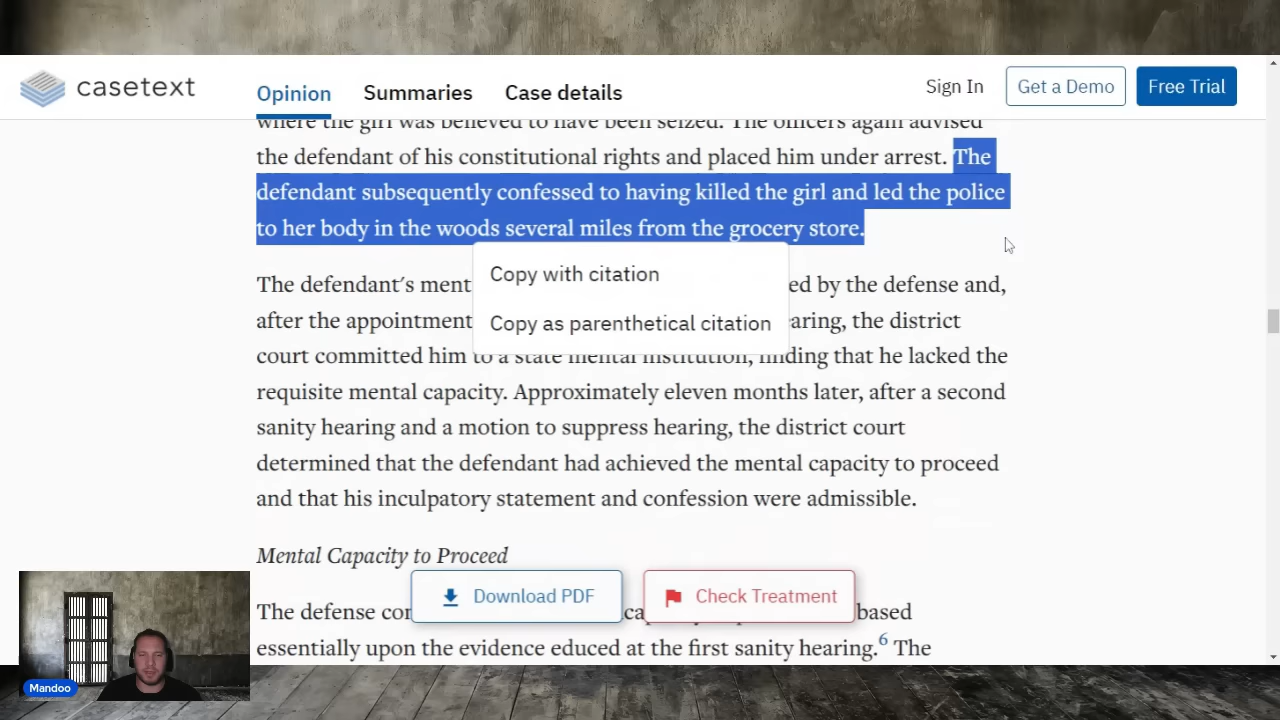 casetext
Opinion
Summaries
Case details
Sign In
Get a Demo
Free Trial
where the girl was believed to have been seized. The officers again advised
the defendant of his constitutional rights and placed him under arrest. The
defendant subsequently confessed to having killed the girl and led the police
to her body in the woods several miles from the grocery store.
Copy with citation
Copy as parenthetical citation
The defendant's ment ed by the defense and,
after the appointment earing, the district
court committed him to a state mental institution, finding that he lacked the
requisite mental capacity. Approximately eleven months later, after a second
sanity hearing and a motion to suppress hearing, the district court
determined that the defendant had achieved the mental capacity to proceed
and that his inculpatory statement and confession were admissible.
Mental Capacity to Proceed
Download PDF
Check Treatment
The defense con based
essentially upon the evidence educed at the first sanity hearing.6 The
Mandoo